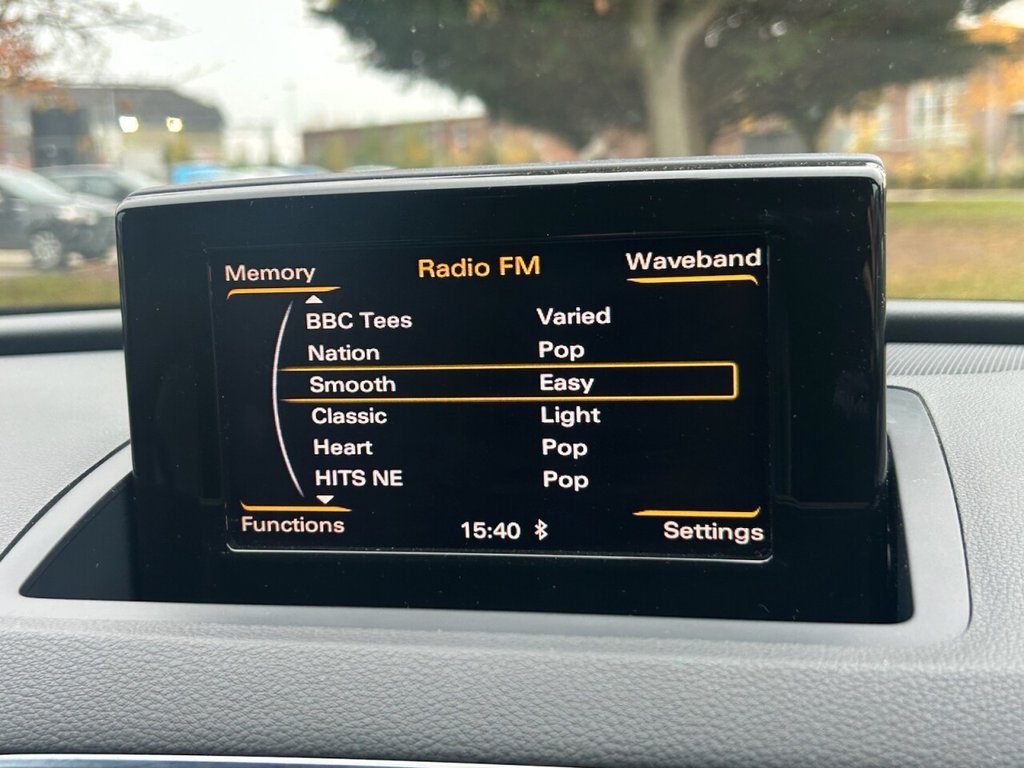 Memory Radio FM Waveband
BBC Tees Varied
Nation Pop
Smooth Easy
Classic Light
Heart Pop
HITS NE Pop
Functions 15:40 Settings